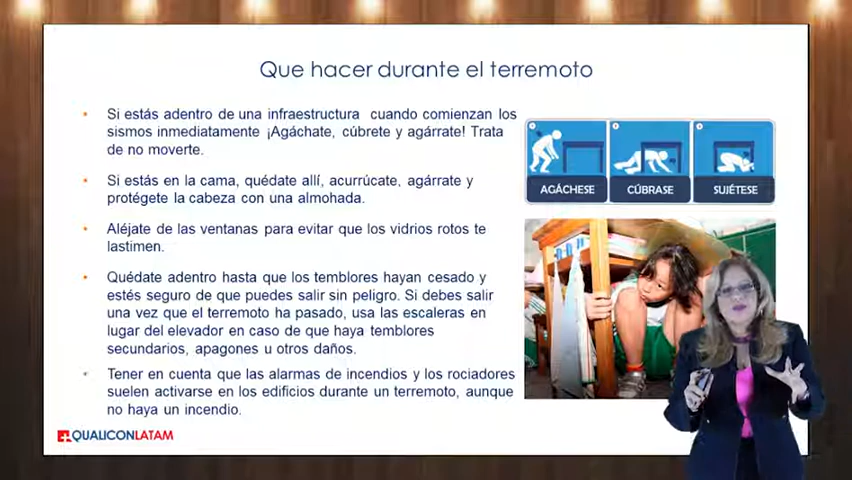 Que hacer durante el terremoto
Si estás adentro de una infraestructura cuando comienzan los
sismos inmediatamente ¡Agáchate, cúbrete y agárrate! Trata
de no moverte.
Si estás en la cama, quédate allí, acurrúcate, agárrate y
protégete la cabeza con una almohada.
Aléjate de las ventanas para evitar que los vidrios rotos te
lastimen.
Quédate adentro hasta que los temblores hayan cesado y
estés seguro de que puedes salir sin peligro. Si debes salir
una vez que el terremoto ha pasado, usa las escaleras en
lugar del elevador en caso de que haya temblores
secundarios, apagones u otros daños.
Tener en cuenta que las alarmas de incendios y los rociadores
suelen activarse en los edificios durante un terremoto, aunque
no haya un incendio.
AGÁCHESE CÚBRASE SUJÉTESE
QUALICONLATAM